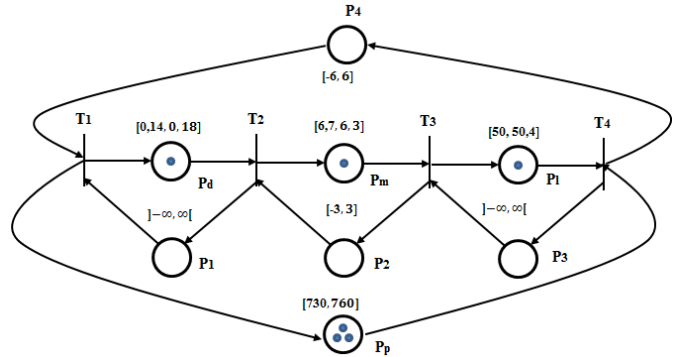 P4
[-6, 6]
T1
[0,14, 0, 18]
T2
[6,7, 6, 3]
T3
[50, 50,4]
T4
Pd
Pm
Pl
]−∞,∞[
[-3, 3]
]−∞,∞[
P1
P2
P3
[730, 760]
Pp